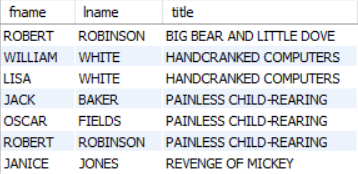 fname lname title
ROBERT ROBINSON BIG BEAR AND LITTLE DOVE
WILLIAM WHITE HANDCRANKED COMPUTERS
LISA WHITE HANDCRANKED COMPUTERS
JACK BAKER PAINLESS CHILD-REARING
OSCAR FIELDS PAINLESS CHILD-REARING
ROBERT ROBINSON PAINLESS CHILD-REARING
JANICE JONES REVENGE OF MICKEY